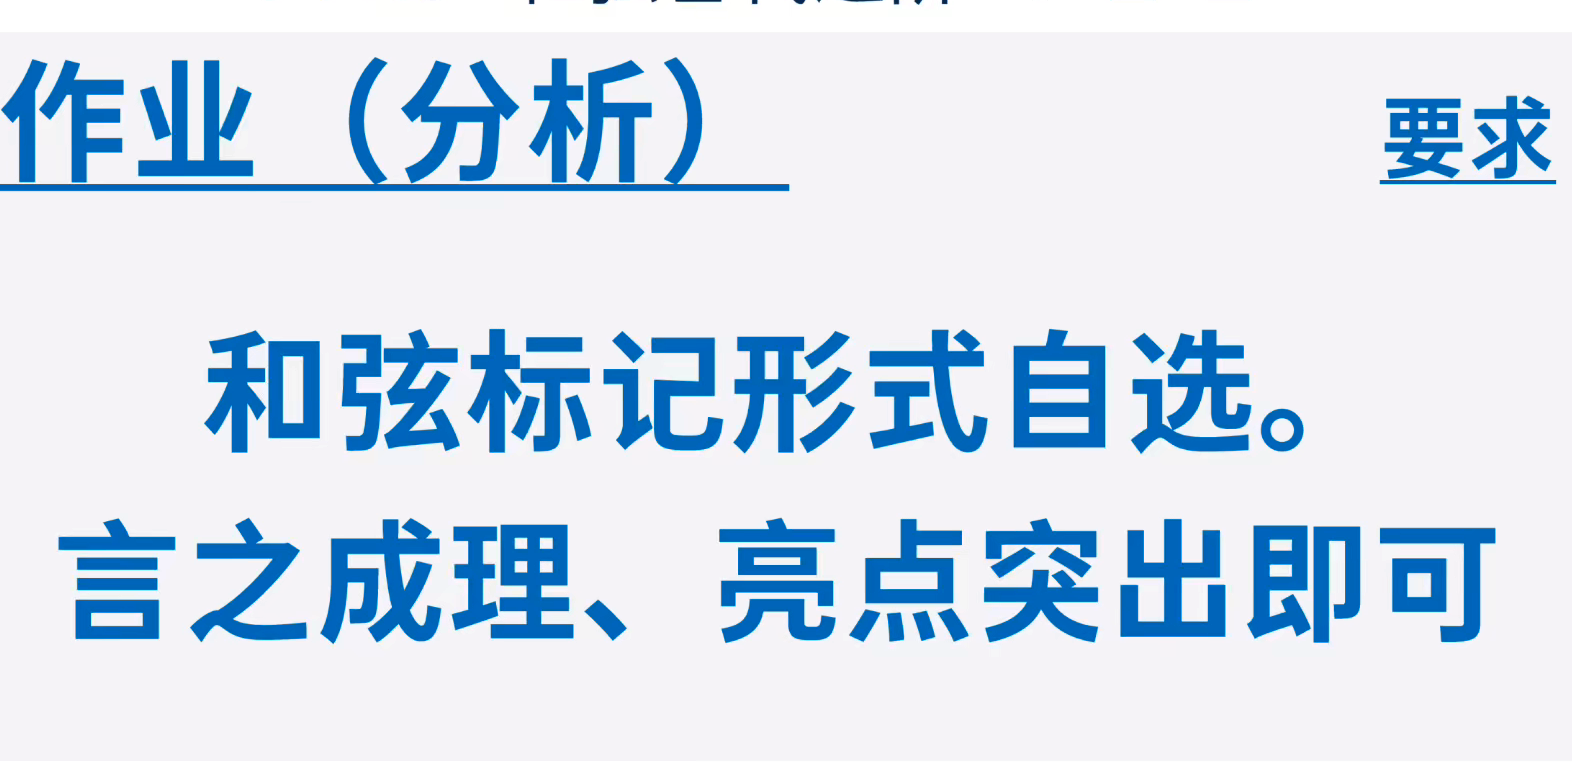 作业（分析）
要求
和弦标记形式自选。
言之成理、亮点突出即可